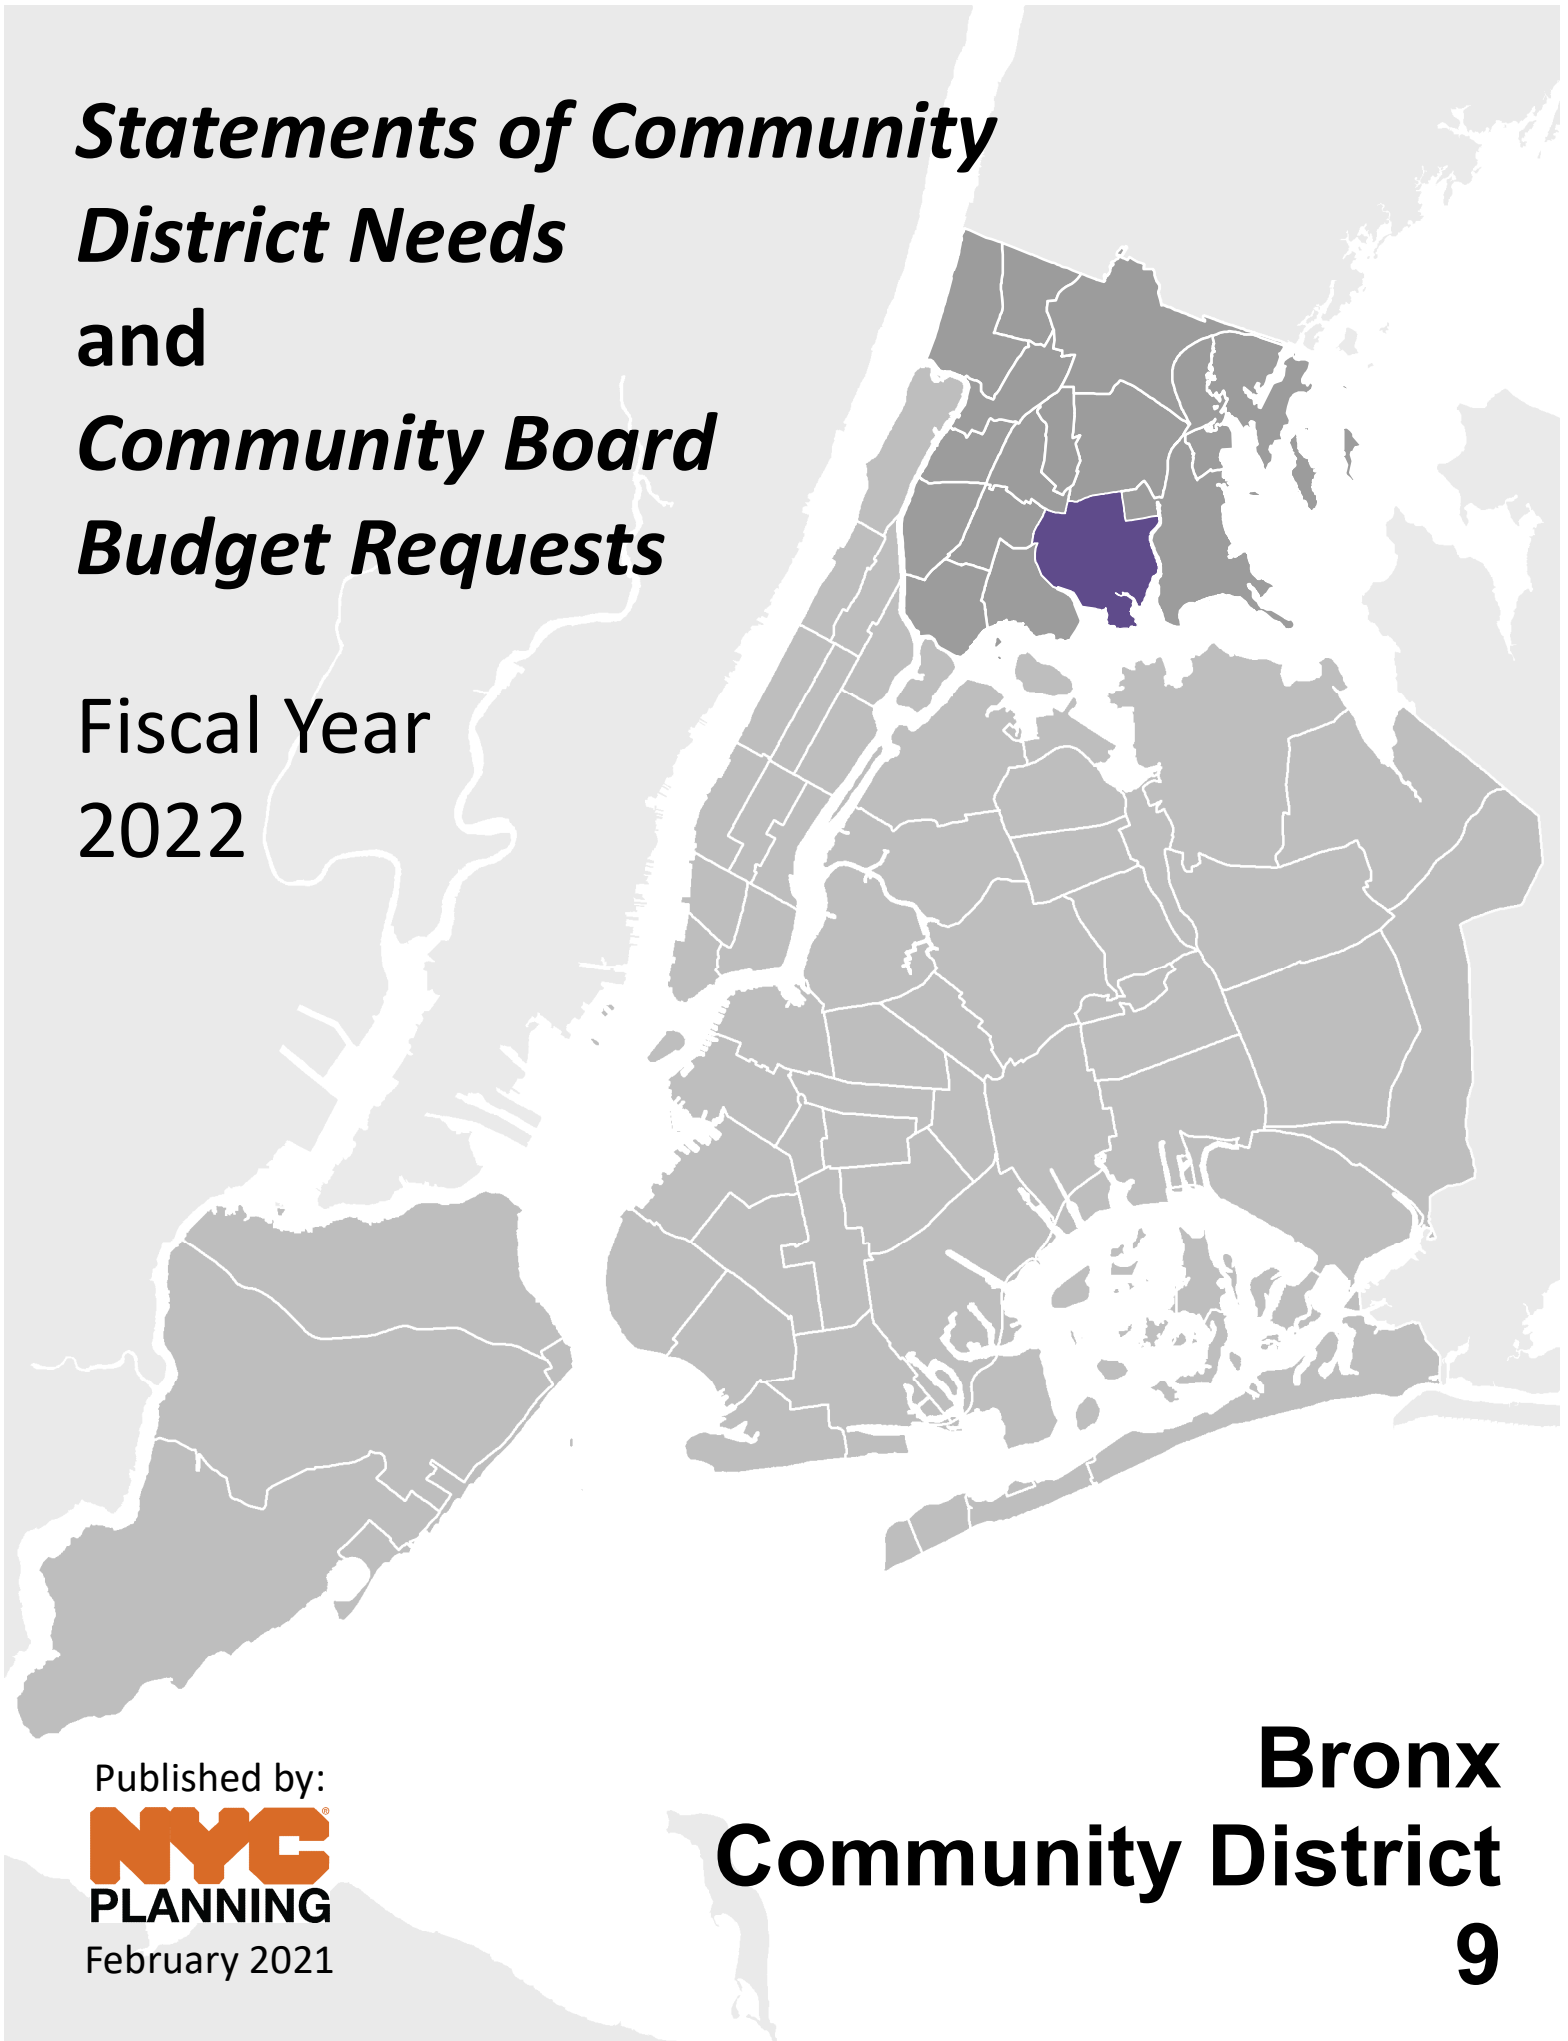 Statements of Community
District Needs
and
Community Board
Budget Requests
Fiscal Year
2022
Published by:
NYC®
PLANNING
February 2021
Bronx
Community District
9